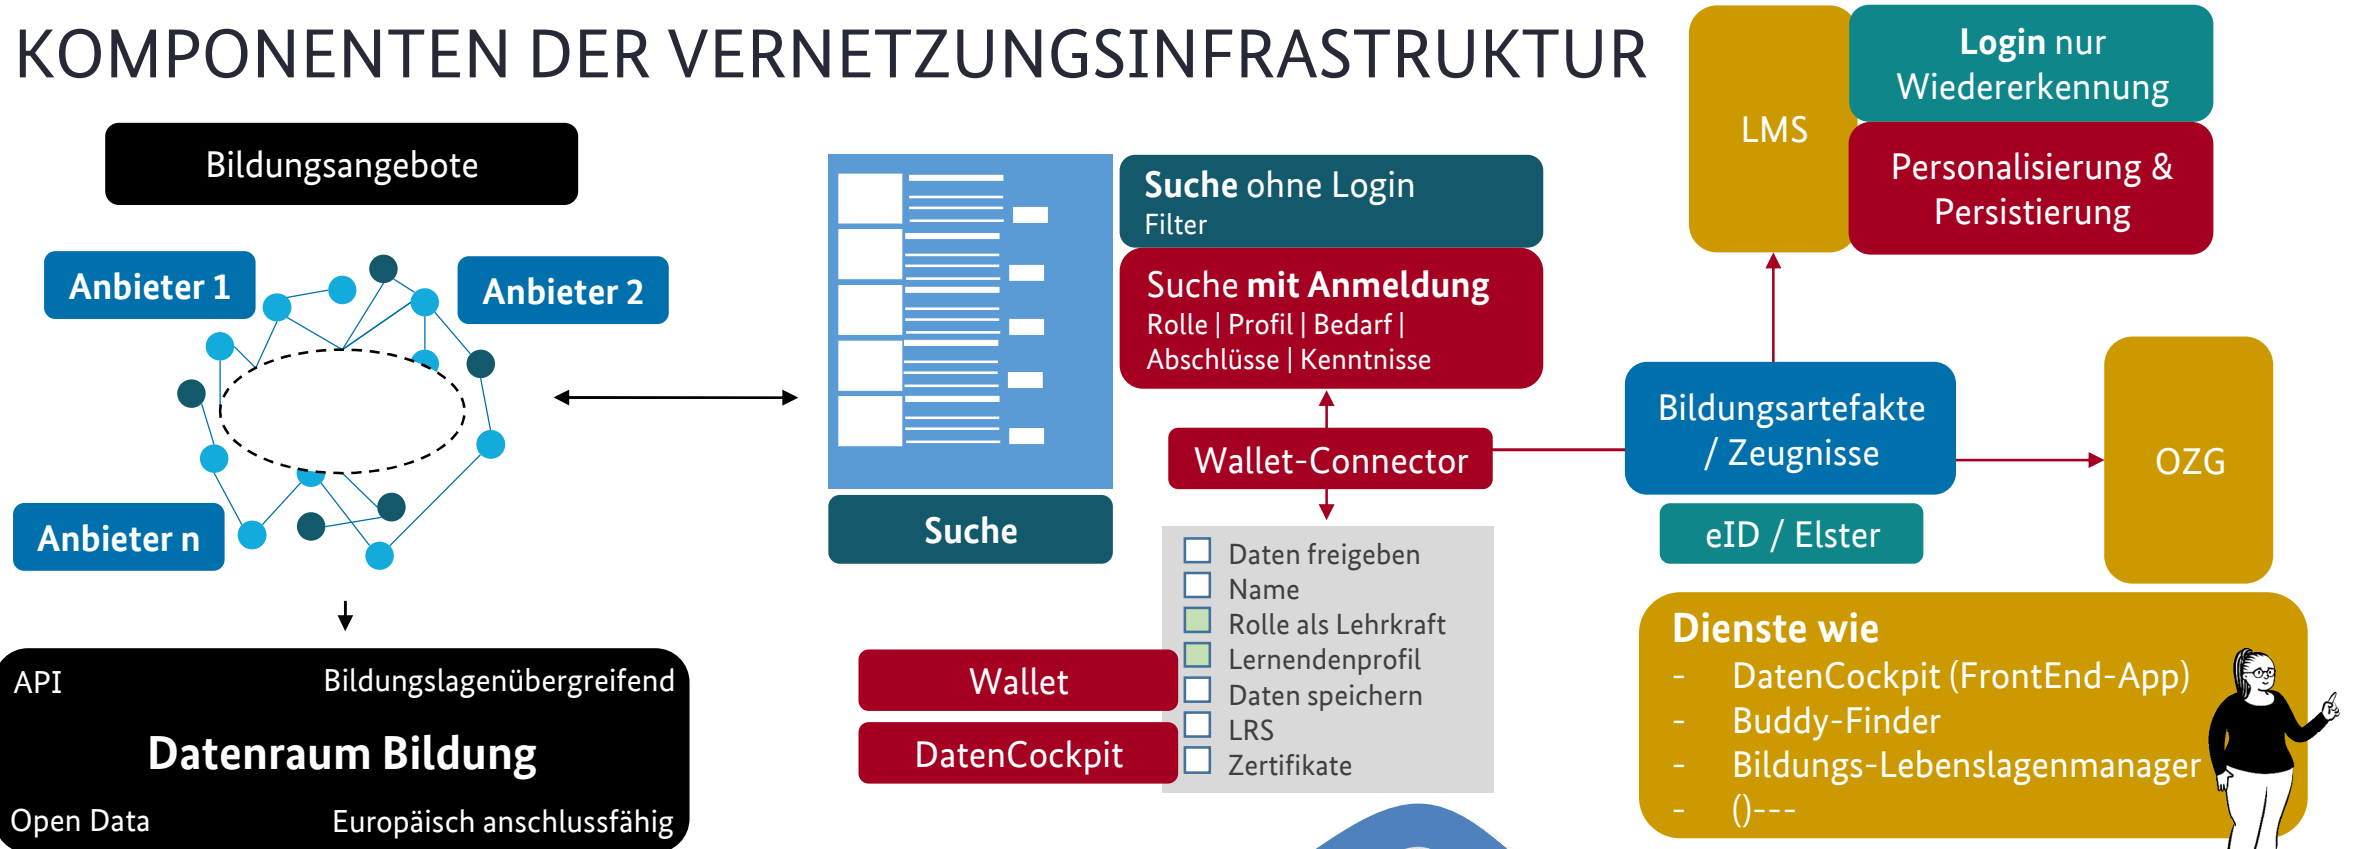 KOMPONENTEN DER VERNETZUNGSINFRASTRUKTUR
Bildungsangebote
Anbieter 1
Anbieter 2
Anbieter n
API
Bildungslagenübergreifend
Datenraum Bildung
Open Data
Europäisch anschlussfähig
Suche
Suche ohne Login
Filter
Suche mit Anmeldung
Rolle | Profil | Bedarf |
Abschlüsse | Kenntnisse
Wallet-Connector
Daten freigeben
Name
Rolle als Lehrkraft
Lernendenprofil
Daten speichern
LRS
Zertifikate
Wallet
DatenCockpit
LMS
Login nur
Wiedererkennung
Personalisierung &
Persistierung
Bildungsartefakte
/ Zeugnisse
eID / Elster
OZG
Dienste wie
- DatenCockpit (FrontEnd-App)
- Buddy-Finder
- Bildungs-Lebenslagenmanager
- ()---